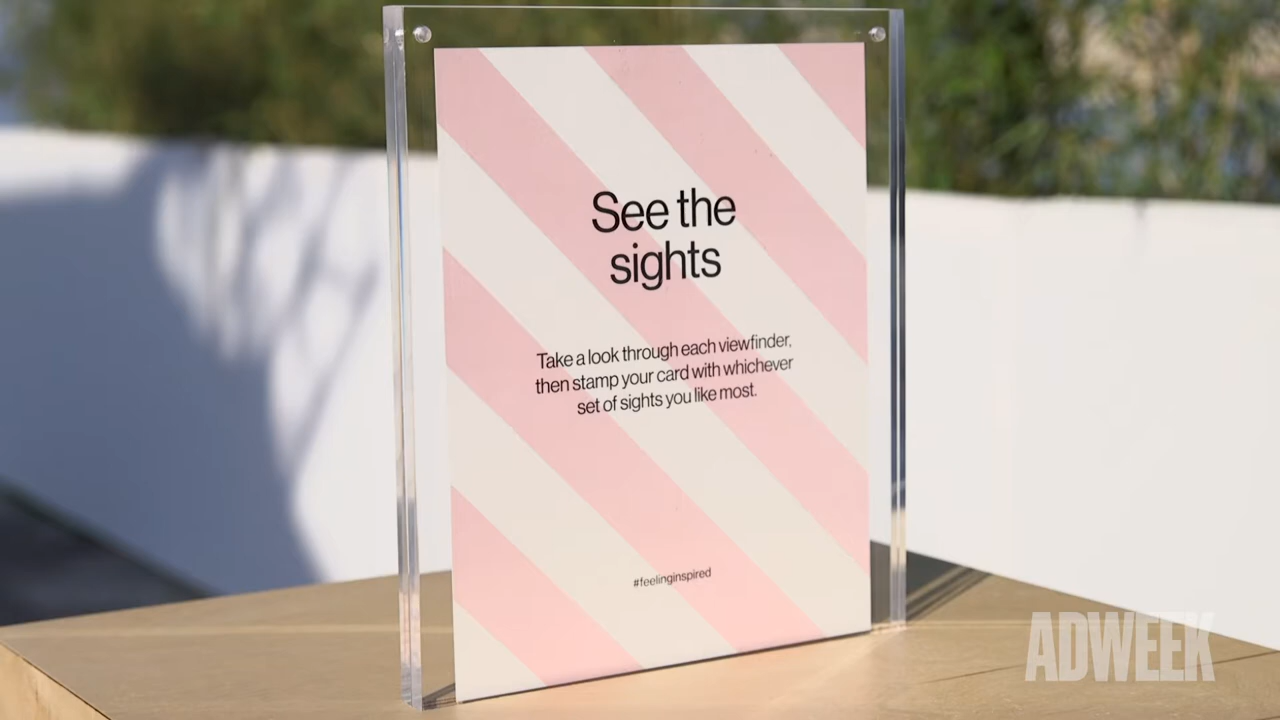 See the
sights
Take a look through each viewfinder,
then stamp your card with whichever
set of sights you like most.
#feelinginspired
ADWEEK